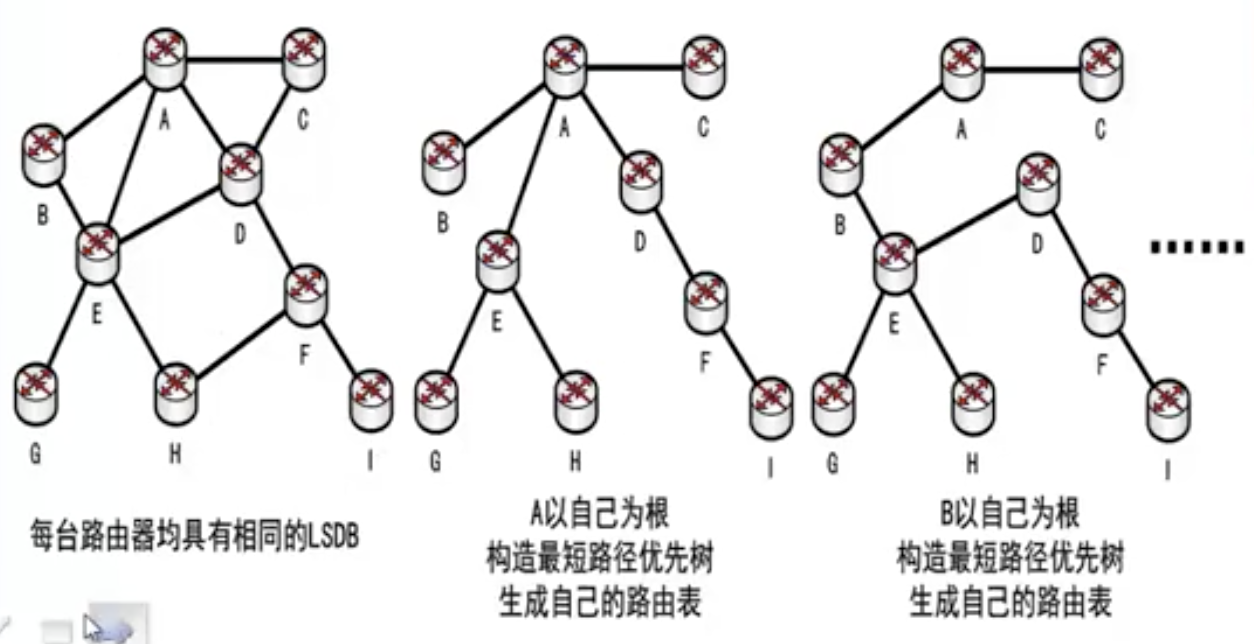 A
C
B
D
E
F
G
H
I
每台路由器均具有相同的LSDB
A
C
B
D
E
F
G
H
I
A以自己为根
构造最短路径优先树
生成自己的路由表
A
C
B
D
E
F
G
H
I
B以自己为根
构造最短路径优先树
生成自己的路由表
······